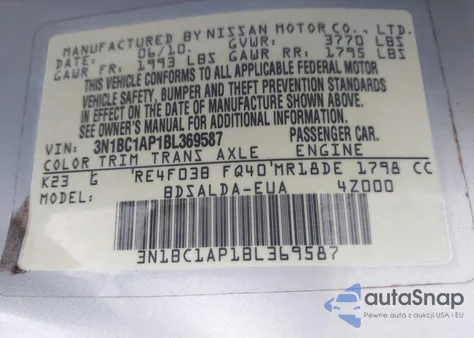 MANUFACTURED BY NISSAN MOTOR CO., LTD.
DATE: 06/10. GVWR: 3770 LBS
GAWR FR: 1993 LBS GAWR RR: 1795 LBS
THIS VEHICLE CONFORMS TO ALL APPLICABLE FEDERAL MOTOR
VEHICLE SAFETY, BUMPER AND THEFT PREVENTION STANDARDS
IN EFFECT ON THE DATE OF MANUFACTURE SHOWN ABOVE.
SEE OWNER'S MANUAL FOR ADDITIONAL INFORMATION.
VIN: 3N1BC1AP1BL369587 PASSENGER CAR.
COLOR TRIM TRANS AXLE ENGINE
K23 G RE4F03B FQ40 MR18DE 1798 CC
BDSALDA-EUA 4Z000
3N1BC1AP1BL369587
autoSnap
Pewne auta z USA i EU